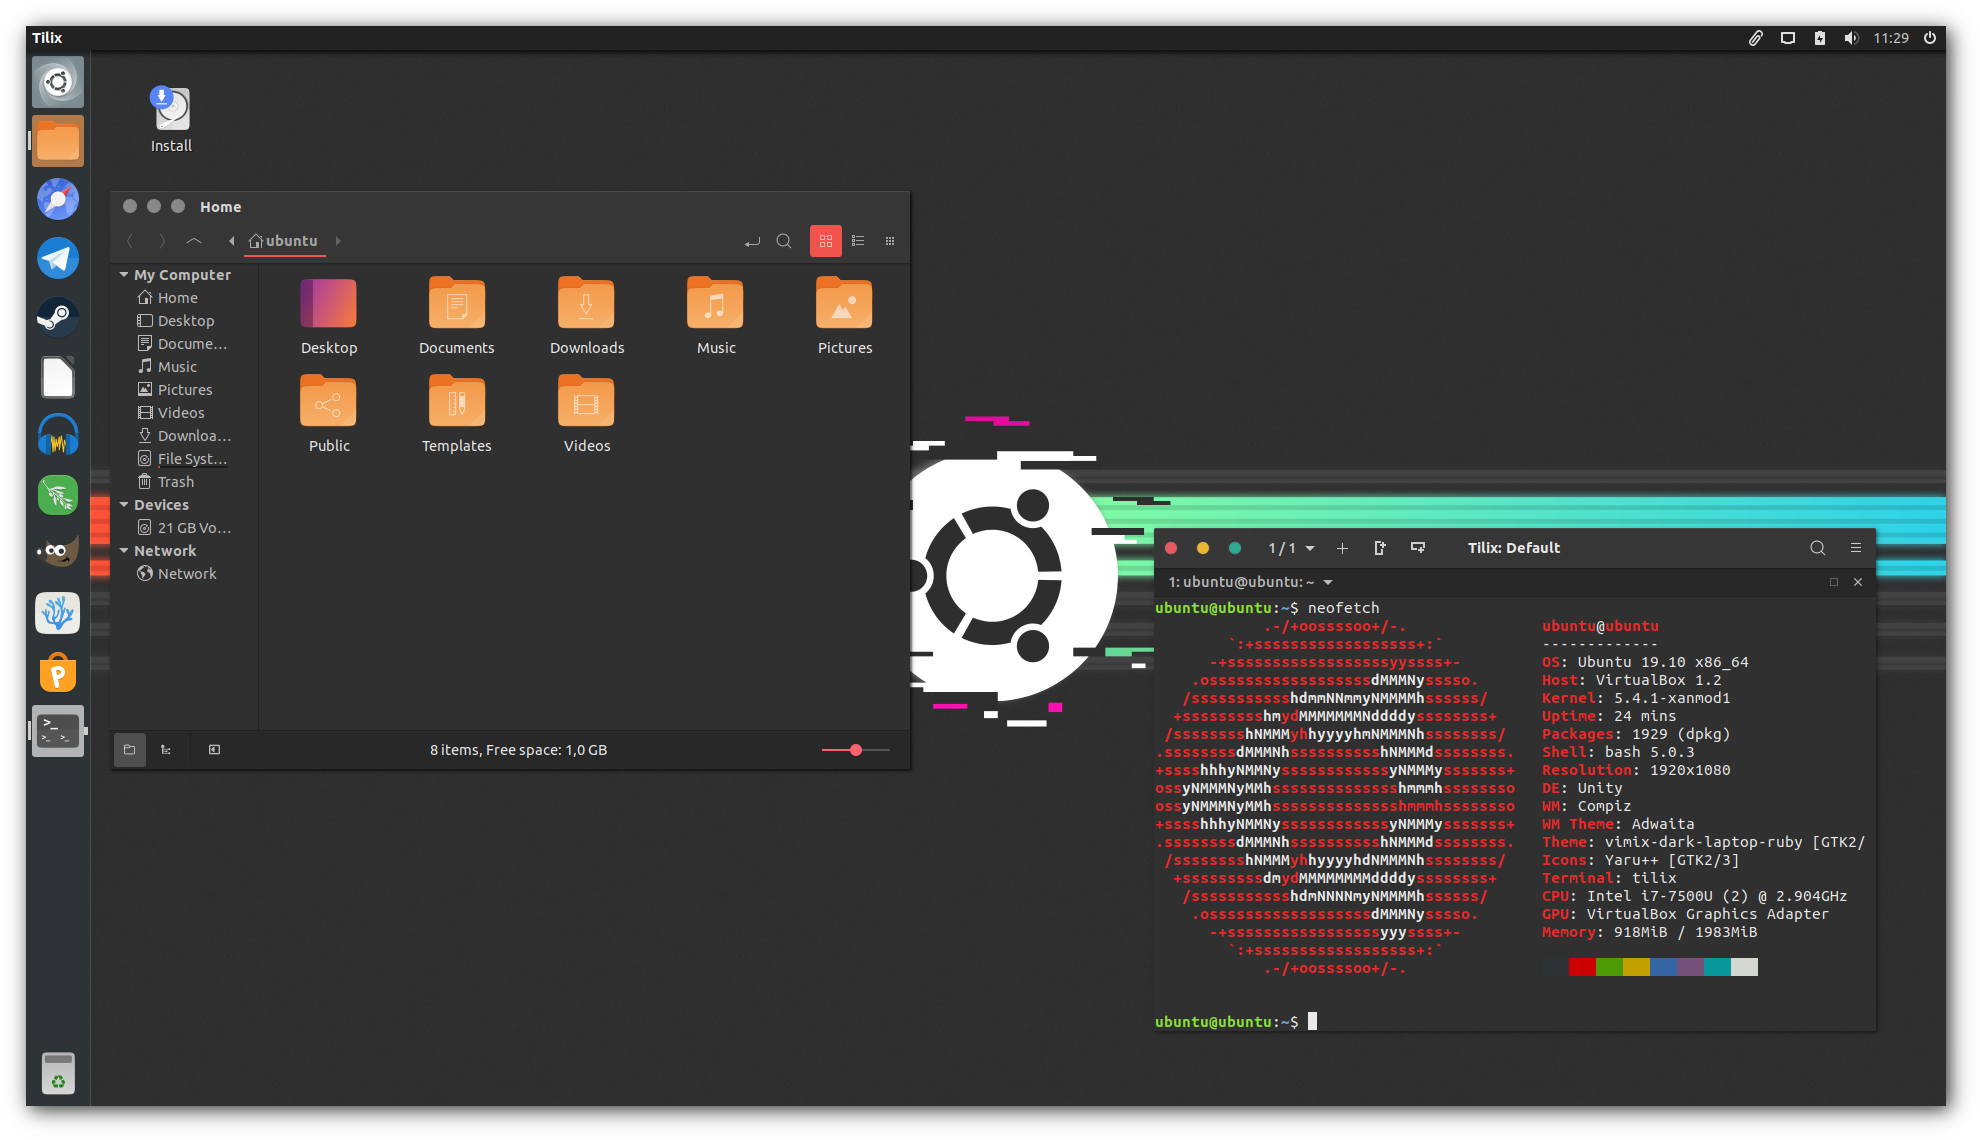 Tilix
11:29
Install
Home
ubuntu
My Computer
Home
Desktop
Docume...
Music
Pictures
Videos
Downloa...
File Syst...
Trash
Devices
21 GB Vo...
Network
Network
Desktop
Documents
Downloads
Music
Pictures
Public
Templates
Videos
8 items, Free space: 1,0 GB
P
>_
>_ >_
1 / 1
Tilix: Default
1: ubuntu@ubuntu: ~
ubuntu@ubuntu:~$ neofetch
ubuntu@ubuntu
-------------
OS: Ubuntu 19.10 x86_64
Host: VirtualBox 1.2
Kernel: 5.4.1-xanmod1
Uptime: 24 mins
Packages: 1929 (dpkg)
Shell: bash 5.0.3
Resolution: 1920x1080
DE: Unity
WM: Compiz
WM Theme: Adwaita
Theme: vimix-dark-laptop-ruby [GTK2/
Icons: Yaru++ [GTK2/3]
Terminal: tilix
CPU: Intel i7-7500U (2) @ 2.904GHz
GPU: VirtualBox Graphics Adapter
Memory: 918MiB / 1983MiB
ubuntu@ubuntu:~$